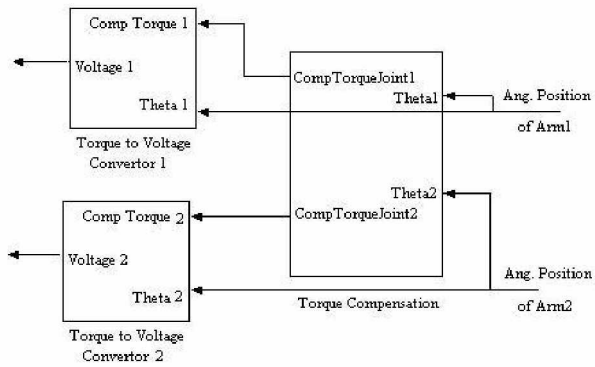 Comp Torque 1
Voltage 1
Theta 1
Torque to Voltage
Convertor 1
CompTorqueJoint1
Theta1
Ang. Position
of Arm1
Theta2
CompTorqueJoint2
Comp Torque 2
Voltage 2
Theta 2
Torque to Voltage
Convertor 2
Torque Compensation
Ang. Position
of Arm2